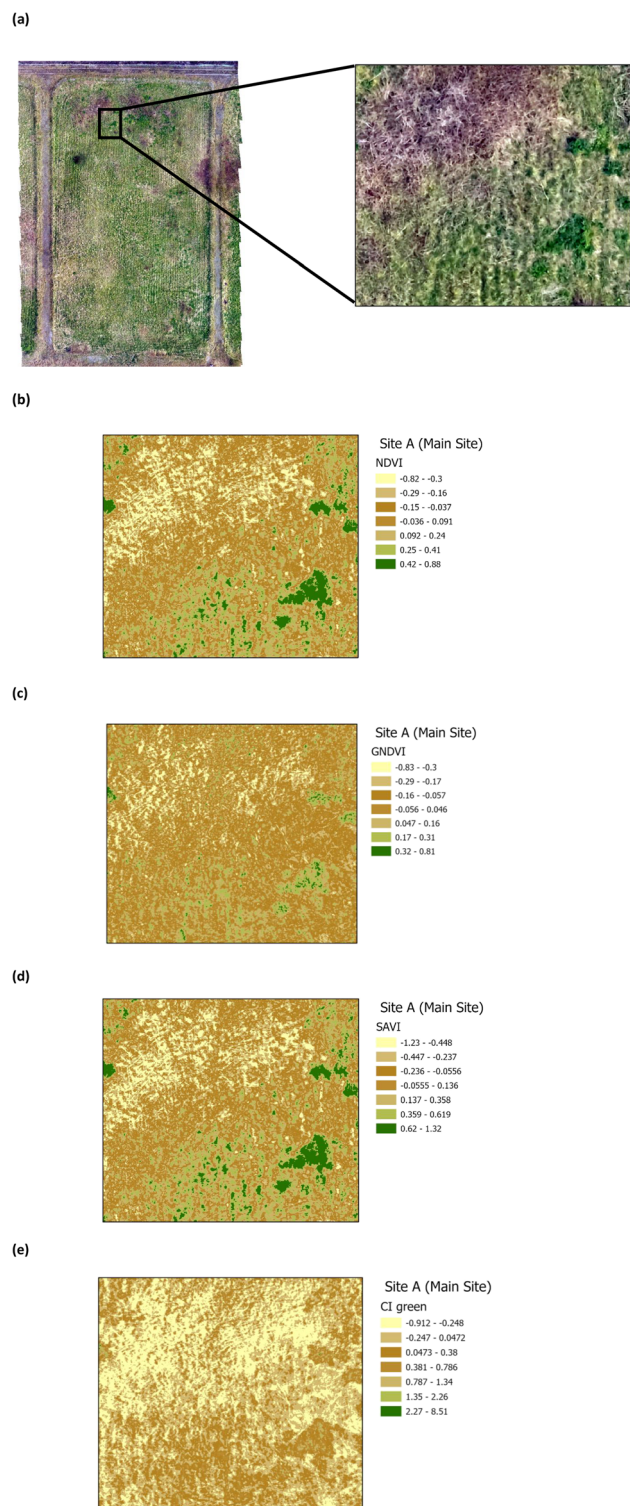 (a)
(b)
Site A (Main Site)
NDVI
-0.82 - -0.3
-0.29 - -0.16
-0.15 - -0.037
-0.036 - 0.091
0.092 - 0.24
0.25 - 0.41
0.42 - 0.88
(c)
Site A (Main Site)
GNDVI
-0.83 - -0.3
-0.29 - -0.17
-0.16 - -0.057
-0.056 - 0.046
0.047 - 0.16
0.17 - 0.31
0.32 - 0.81
(d)
Site A (Main Site)
SAVI
-1.23 - -0.448
-0.447 - -0.237
-0.236 - -0.0556
-0.0555 - 0.136
0.137 - 0.358
0.359 - 0.619
0.62 - 1.32
(e)
Site A (Main Site)
CI green
-0.912 - -0.248
-0.247 - 0.0472
0.0473 - 0.38
0.381 - 0.786
0.787 - 1.34
1.35 - 2.26
2.27 - 8.51